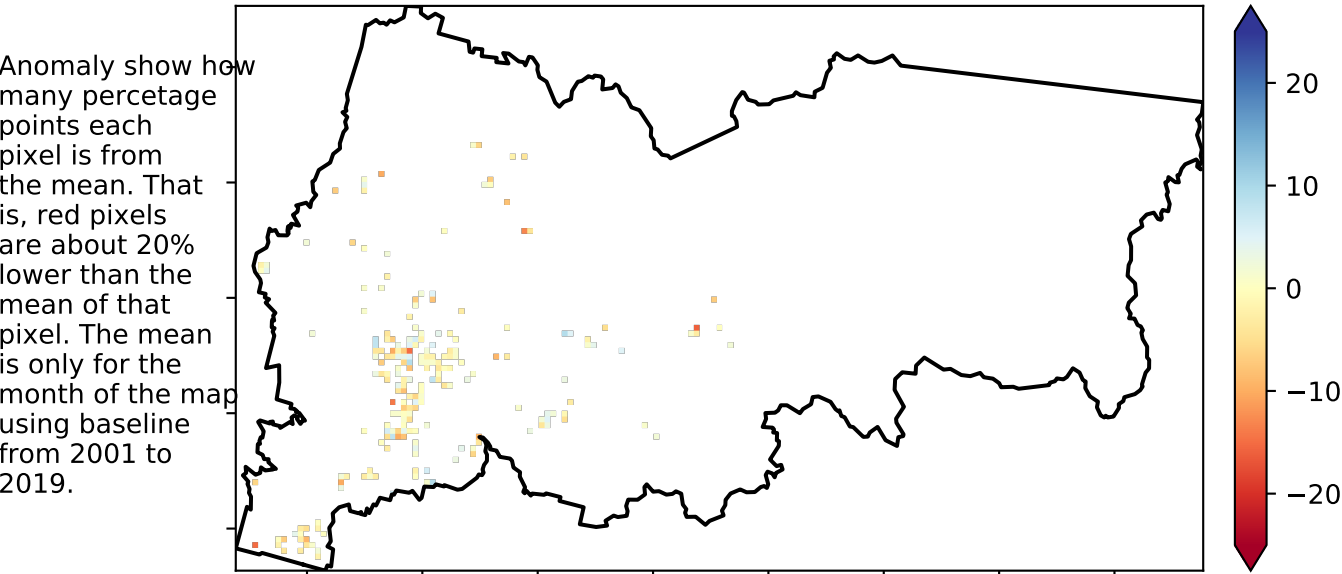 Anomaly show how
many percetage
points each
pixel is from
the mean. That
is, red pixels
are about 20%
lower than the
mean of that
pixel. The mean
is only for the
month of the map
using baseline
from 2001 to
2019.
20
10
0
−10
−20